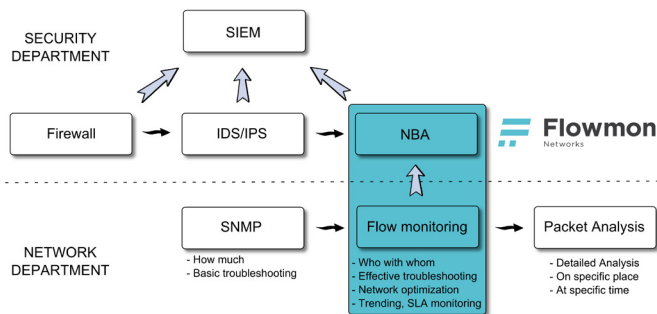 SECURITY
DEPARTMENT
SIEM
Firewall
IDS/IPS
NBA
Flowmon
Networks
NETWORK
DEPARTMENT
SNMP
- How much
- Basic troubleshooting
Flow monitoring
- Who with whom
- Effective troubleshooting
- Network optimization
- Trending, SLA monitoring
Packet Analysis
- Detailed Analysis
- On specific place
- At specific time